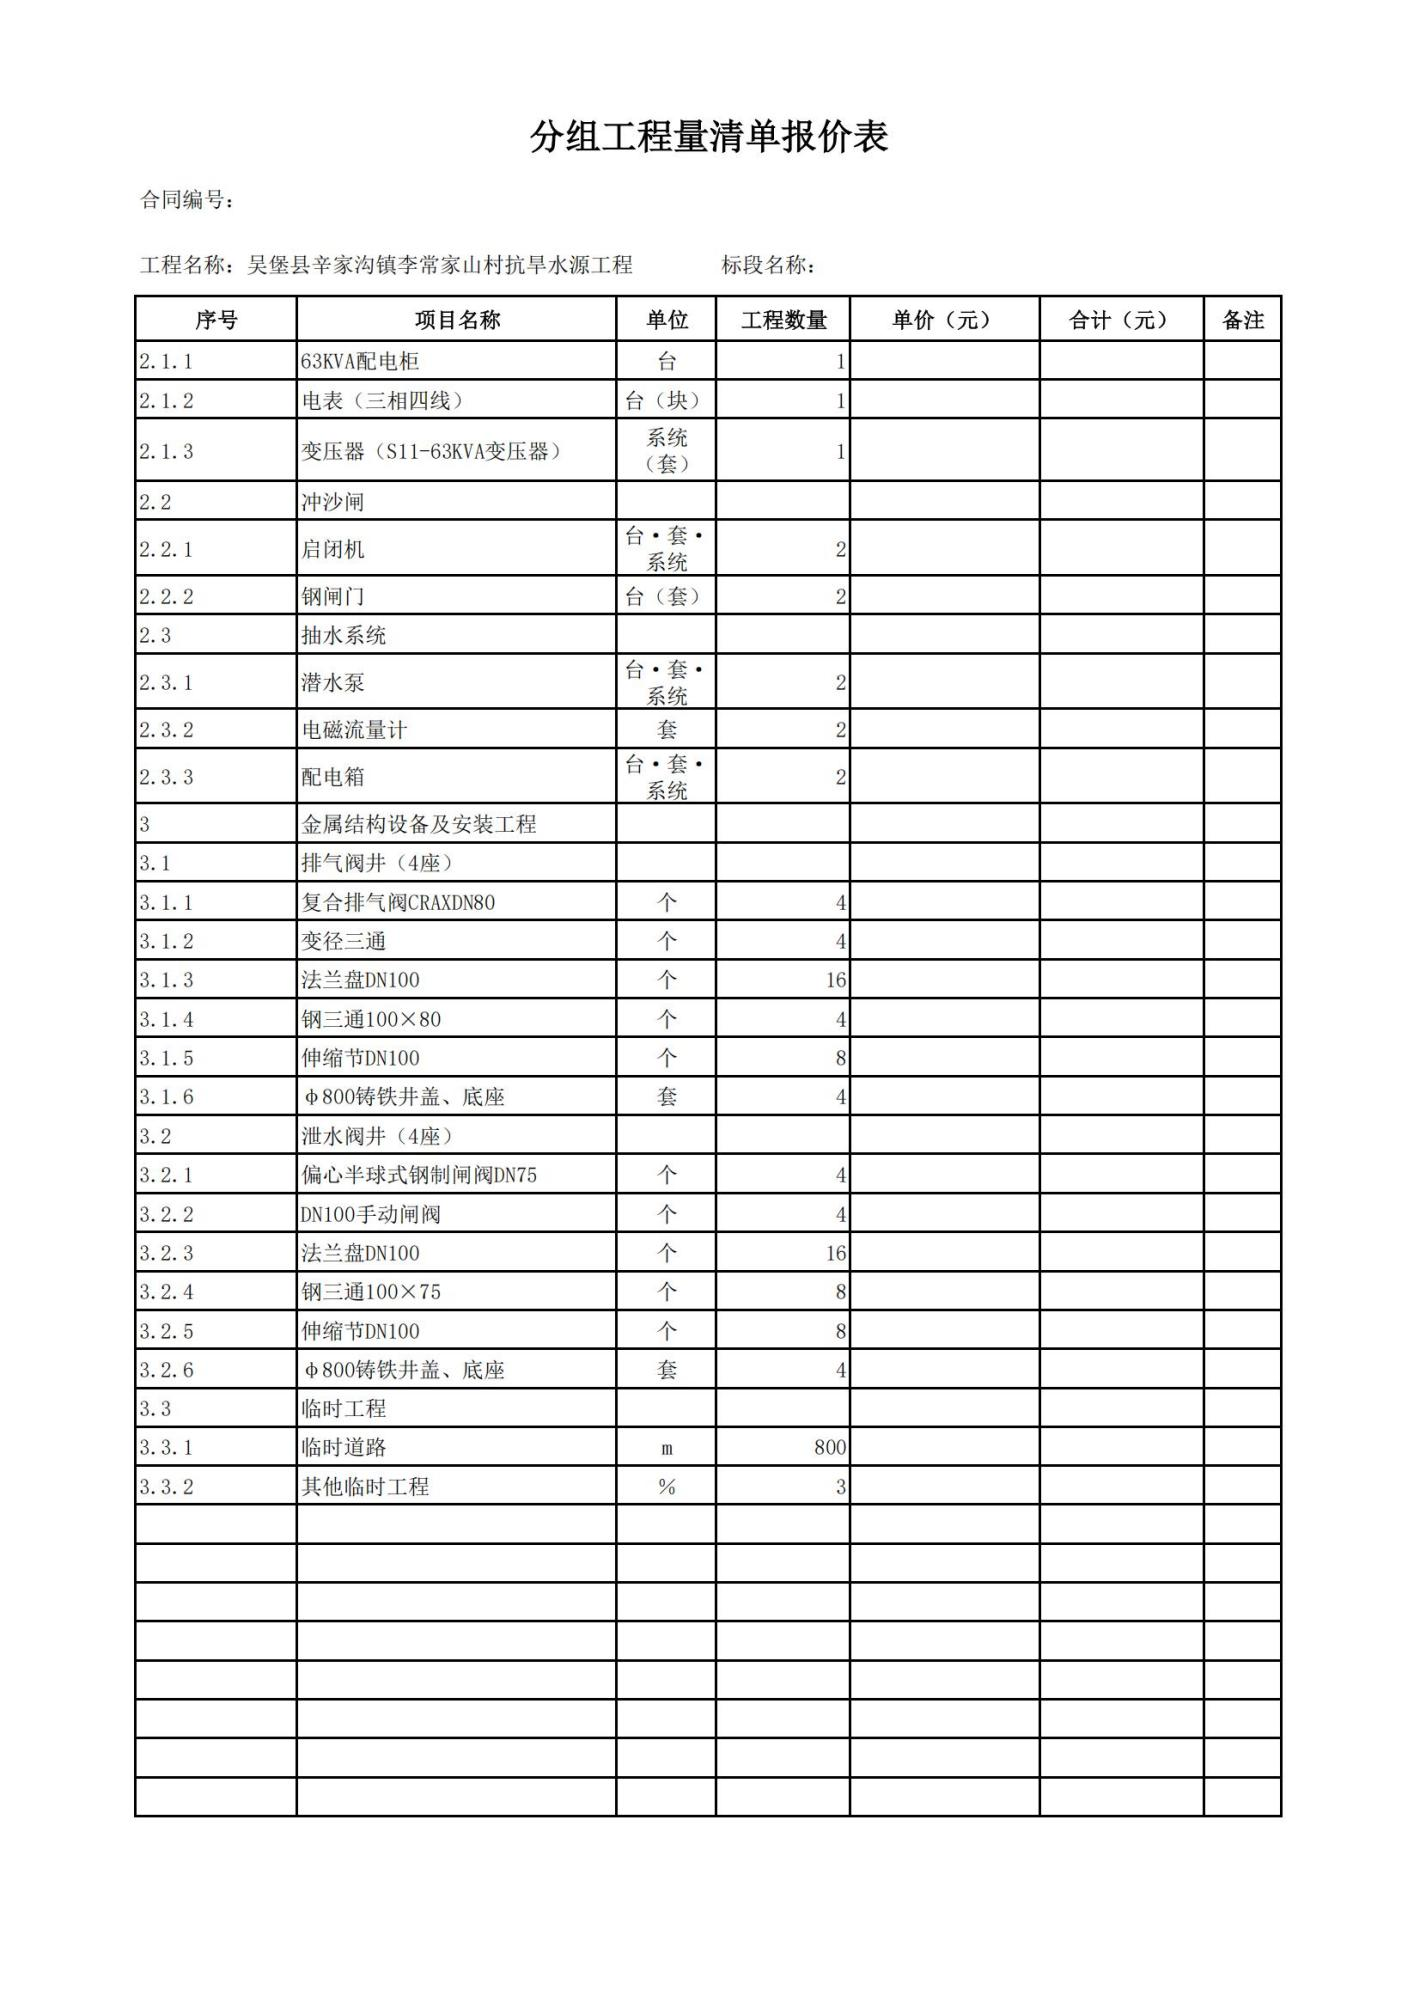 分组工程量清单报价表
合同编号：
工程名称：吴堡县辛家沟镇李常家山村抗旱水源工程 标段名称：
序号 项目名称 单位 工程数量 单价（元） 合计（元） 备注
2.1.1 63KVA配电柜 台 1
2.1.2 电表（三相四线） 台（块） 1
2.1.3 变压器（S11-63KVA变压器） 系统（套） 1
2.2 冲沙闸
2.2.1 启闭机 台·套·系统 2
2.2.2 钢闸门 台（套） 2
2.3 抽水系统
2.3.1 潜水泵 台·套·系统 2
2.3.2 电磁流量计 套 2
2.3.3 配电箱 台·套·系统 2
3 金属结构设备及安装工程
3.1 排气阀井（4座）
3.1.1 复合排气阀CRAXDN80 个 4
3.1.2 变径三通 个 4
3.1.3 法兰盘DN100 个 16
3.1.4 钢三通100×80 个 4
3.1.5 伸缩节DN100 个 8
3.1.6 φ800铸铁井盖、底座 套 4
3.2 泄水阀井（4座）
3.2.1 偏心半球式钢制闸阀DN75 个 4
3.2.2 DN100手动闸阀 个 4
3.2.3 法兰盘DN100 个 16
3.2.4 钢三通100×75 个 8
3.2.5 伸缩节DN100 个 8
3.2.6 φ800铸铁井盖、底座 套 4
3.3 临时工程
3.3.1 临时道路 m 800
3.3.2 其他临时工程 % 3